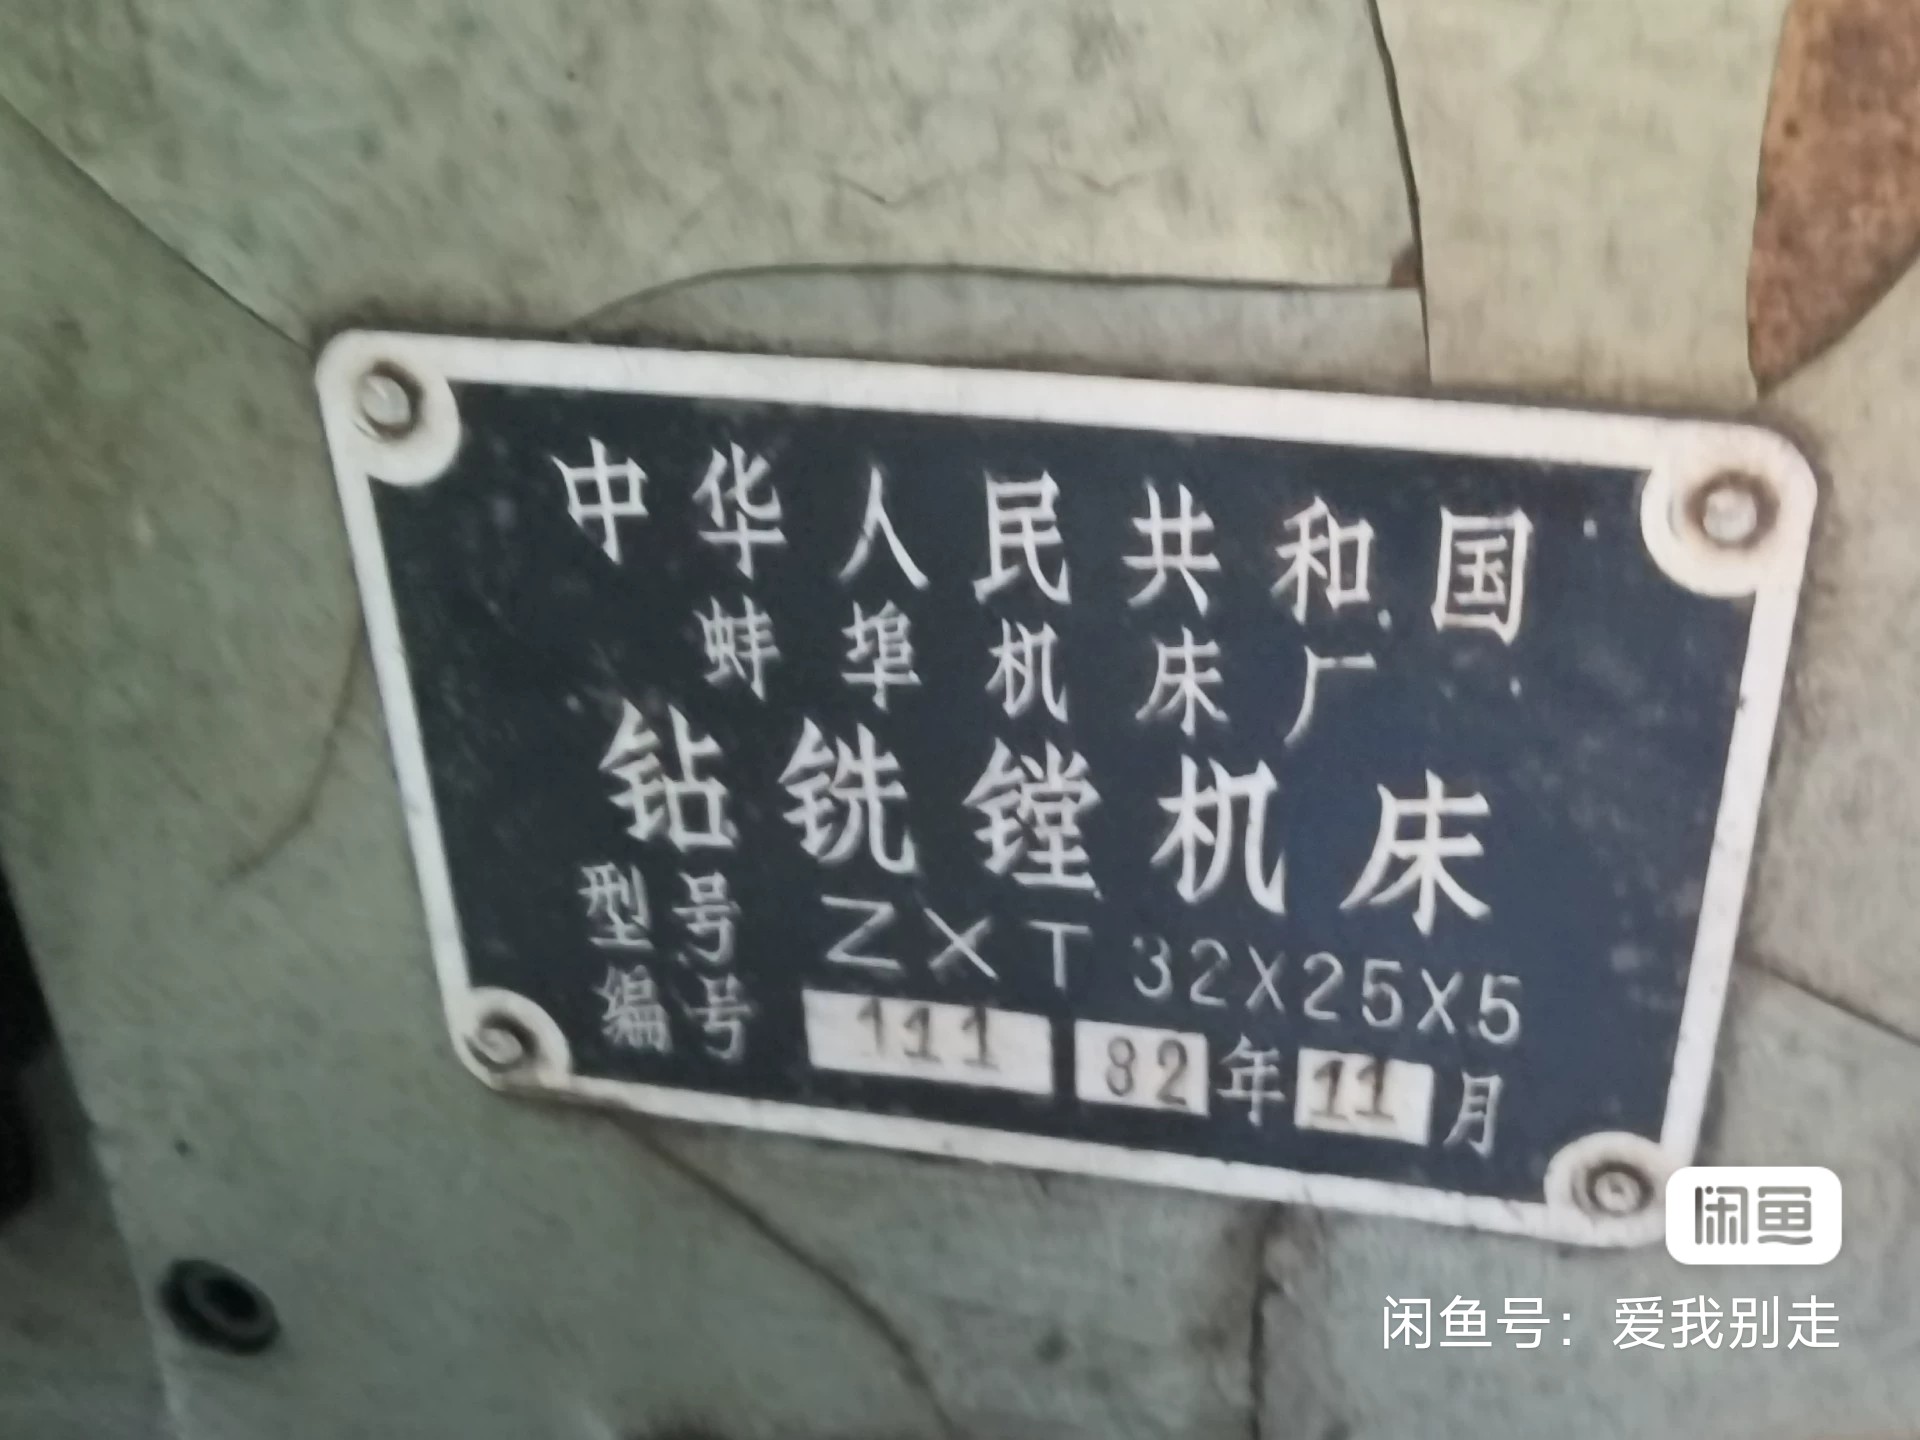 中华人民共和国
蚌埠机床厂
钻铣镗机床
型号 ZXT 32X25X5
编号 111 82年11月
闲鱼
闲鱼号：爱我别走